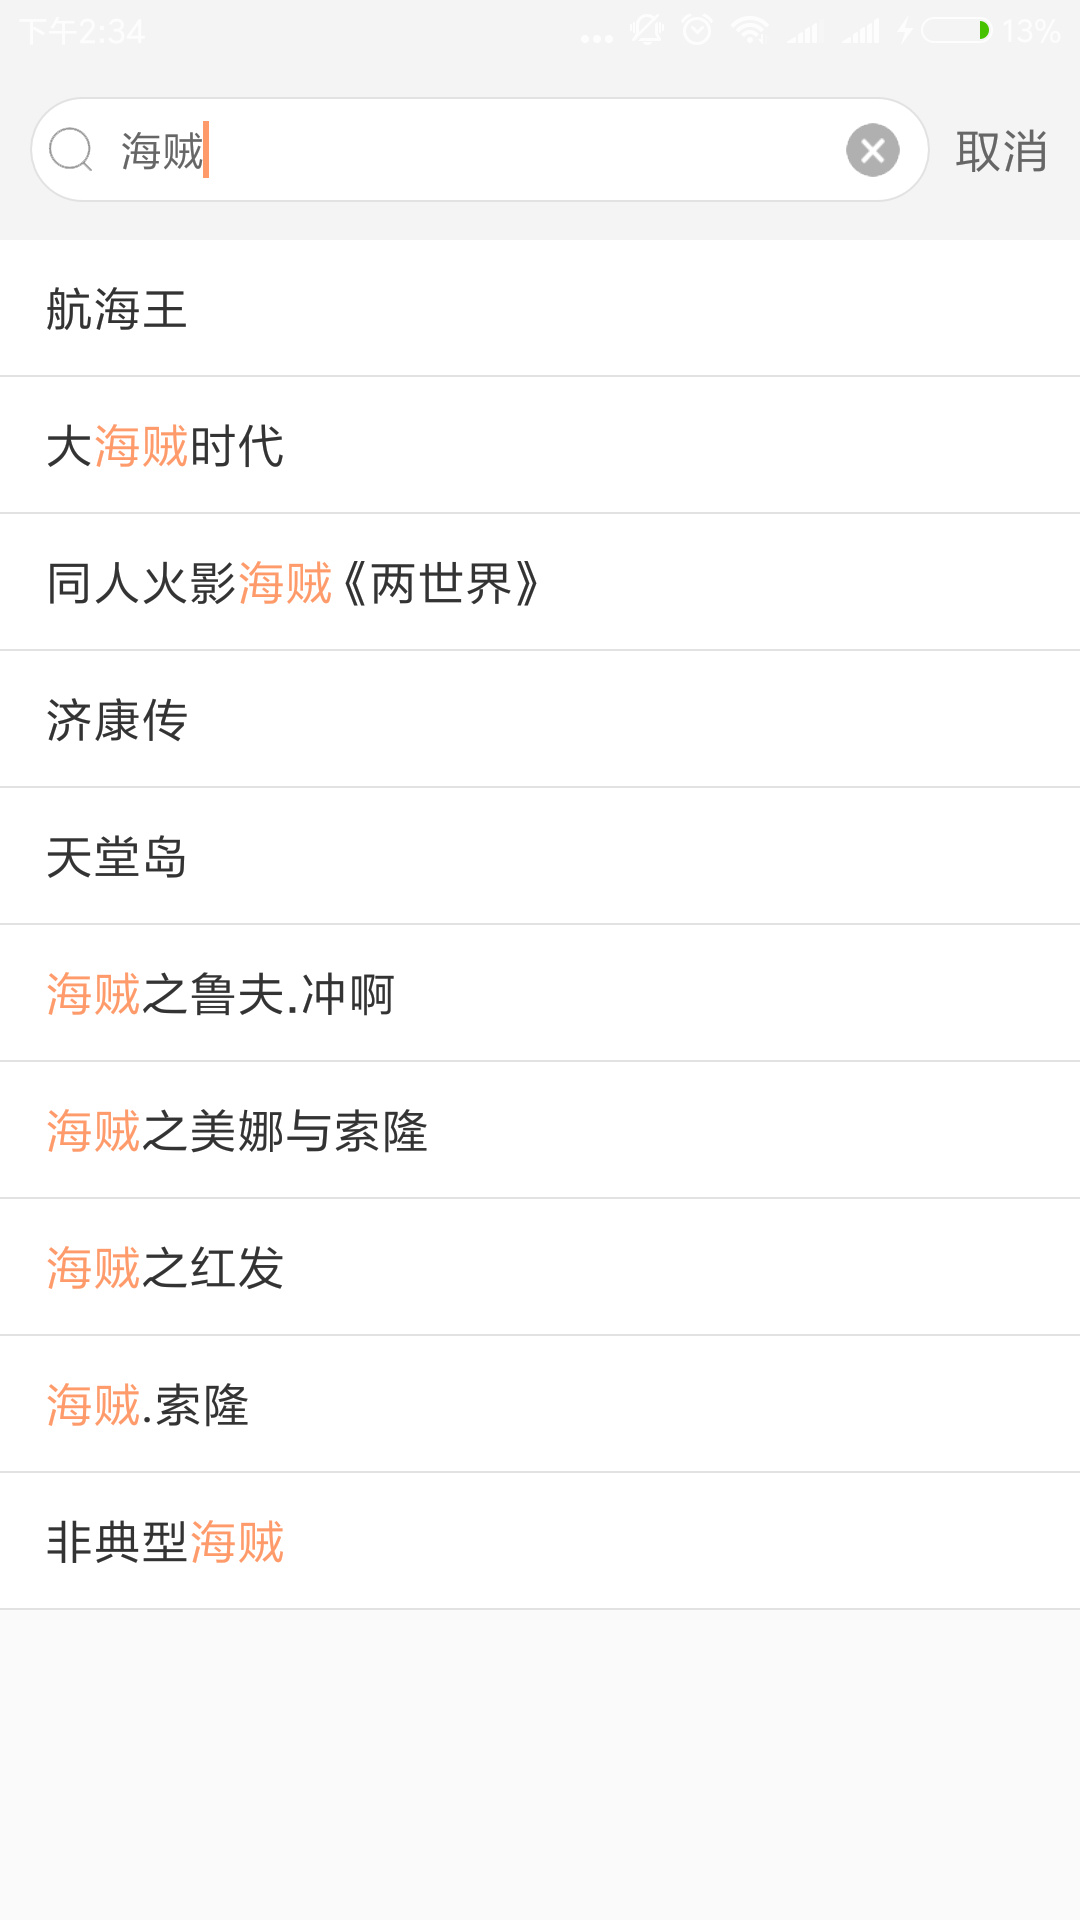 下午2:34 ... 13%
海贼 取消
航海王
大海贼时代
同人火影海贼《两世界》
济康传
天堂岛
海贼之鲁夫.冲啊
海贼之美娜与索隆
海贼之红发
海贼.索隆
非典型海贼